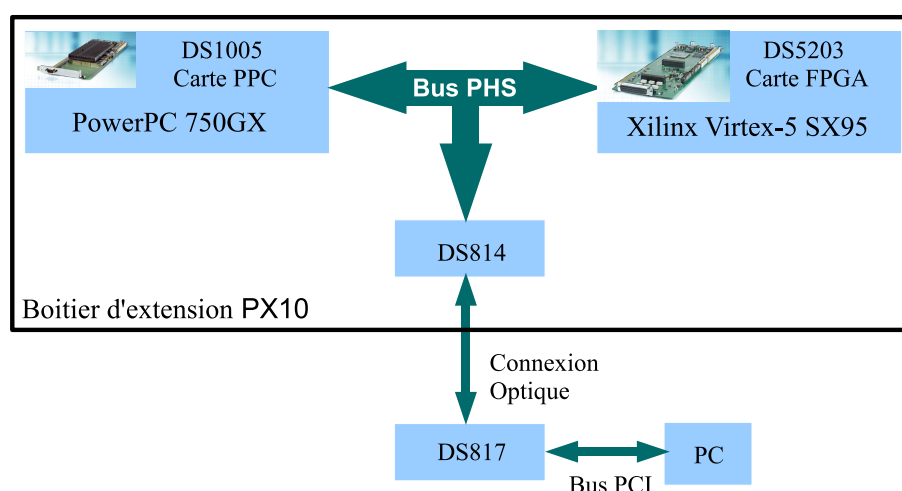 DS1005
Carte PPC
PowerPC 750GX
Bus PHS
DS5203
Carte FPGA
Xilinx Virtex-5 SX95
DS814
Boitier d'extension PX10
Connexion
Optique
DS817
PC
Bus PCI